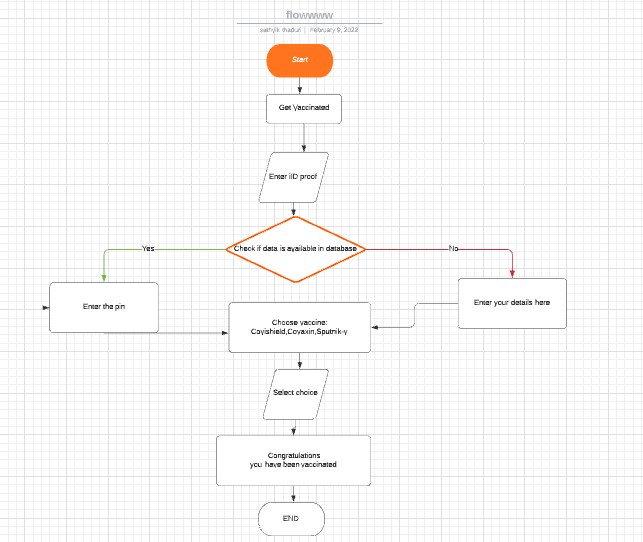 flowwww
February 9, 2022
Start
Get Vaccinated
Enter iID proof
Check if data is available in database
Yes
No
Enter the pin
Enter your details here
Choose vaccine:
Coyishield,Covaxin,Sputnik-y
Select choice
Congratulations
you have been vaccinated
END